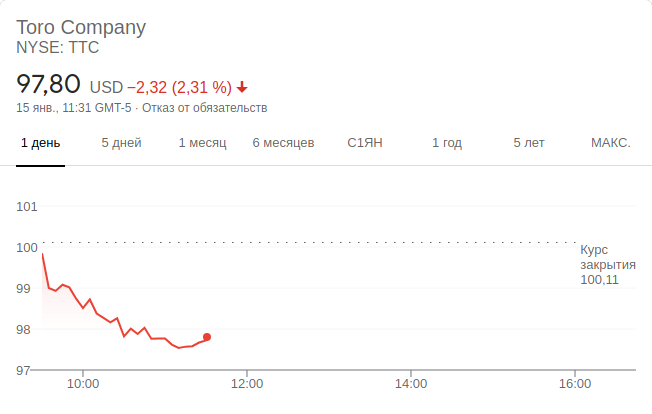 Toro Company
NYSE: TTC
97,80 USD −2,32 (2,31 %)
15 янв., 11:31 GMT-5 · Отказ от обязательств
1 день 5 дней 1 месяц 6 месяцев С1ЯН 1 год 5 лет МАКС.
101
100
99
98
97
Курс
закрытия
100,11
10:00 12:00 14:00 16:00